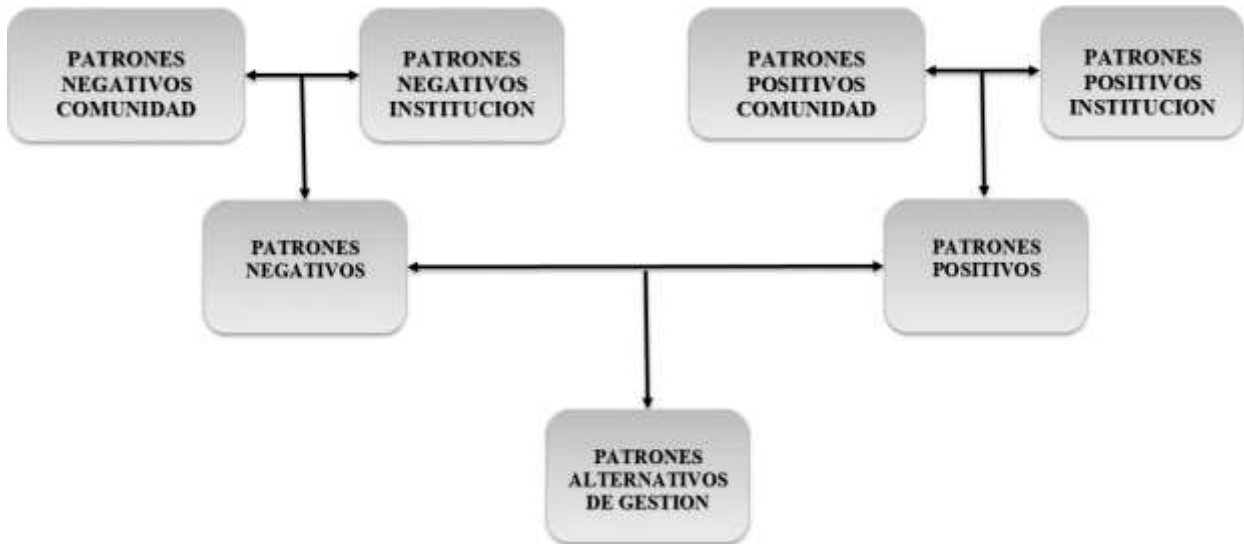 PATRONES
NEGATIVOS
COMUNIDAD
PATRONES
NEGATIVOS
INSTITUCION
PATRONES
POSITIVOS
COMUNIDAD
PATRONES
POSITIVOS
INSTITUCION
PATRONES
NEGATIVOS
PATRONES
POSITIVOS
PATRONES
ALTERNATIVOS
DE GESTION